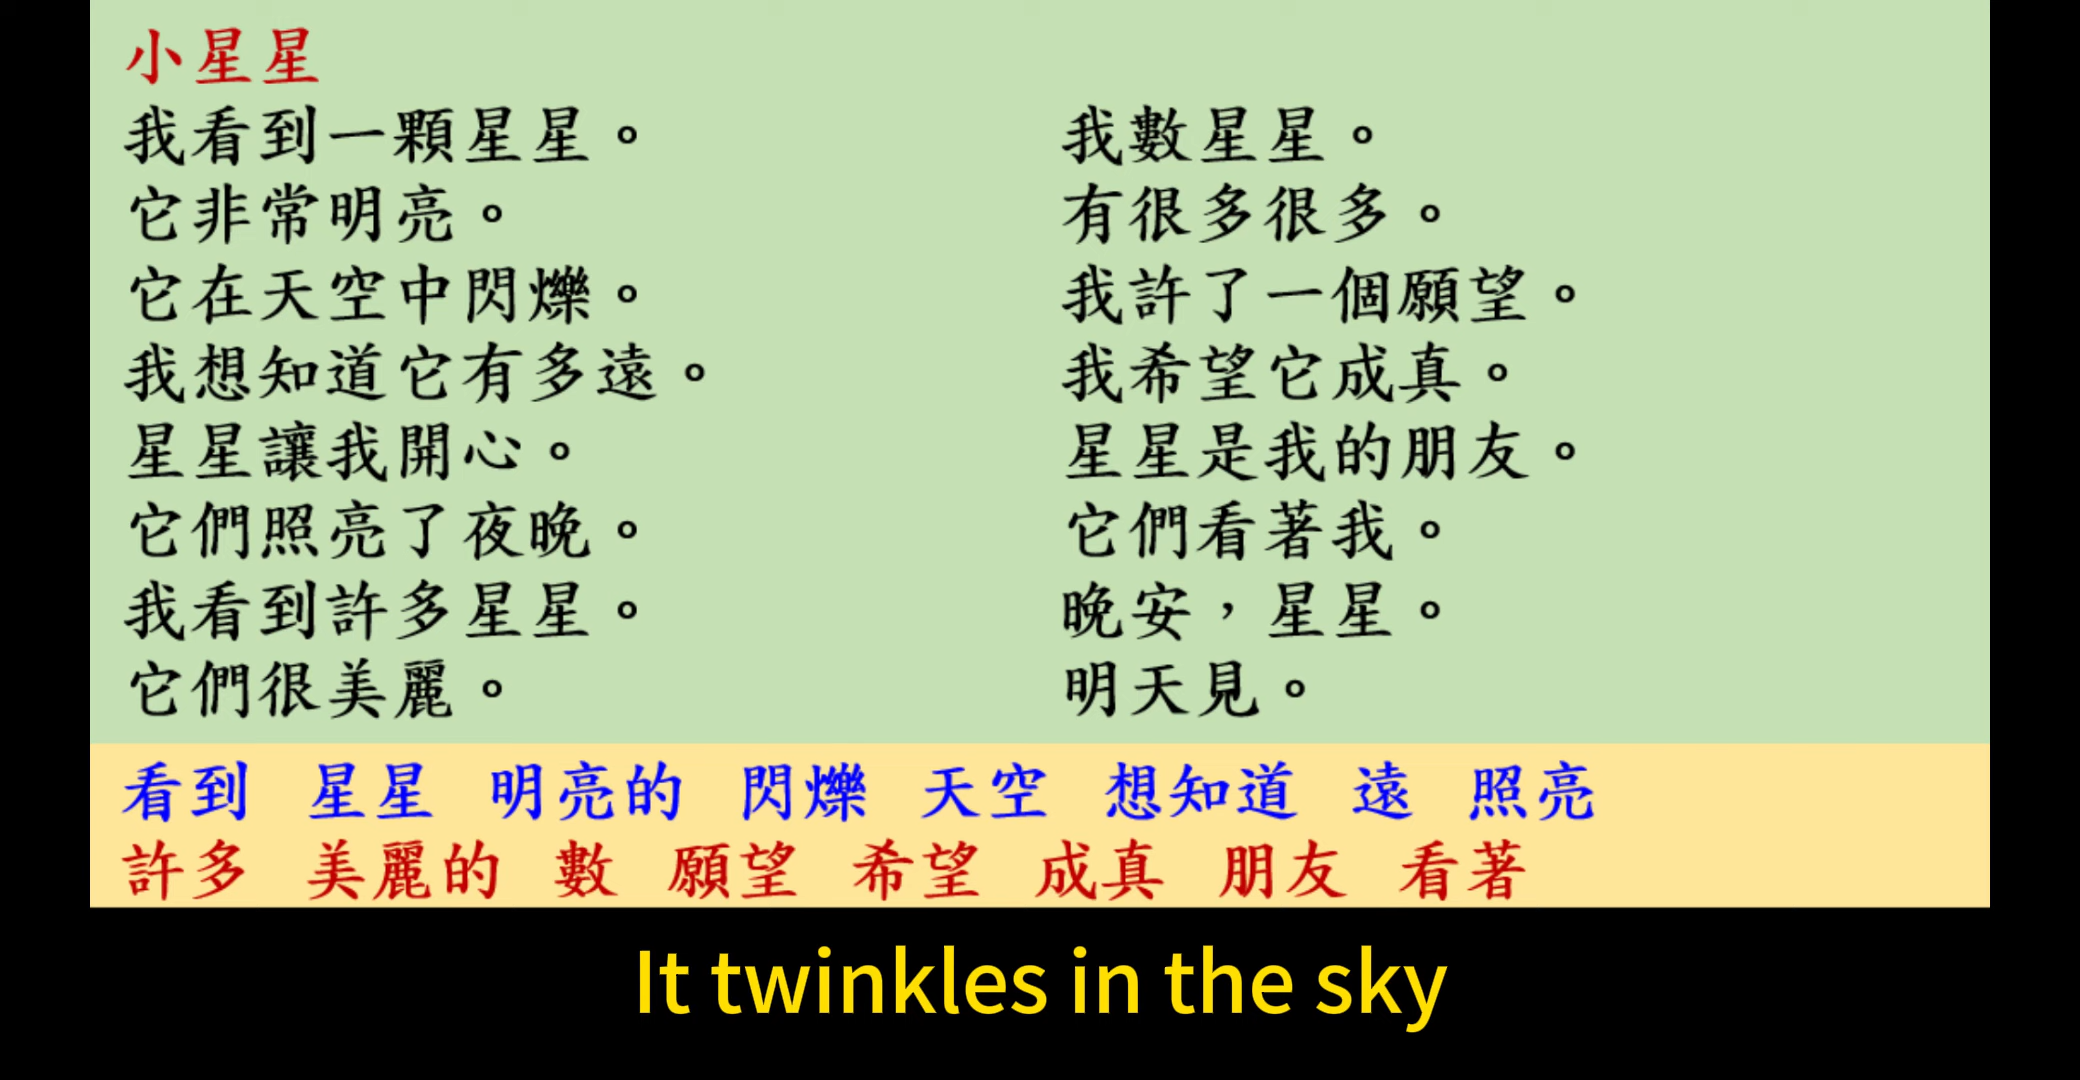 小星星
我看到一顆星星。
它非常明亮。
它在天空中閃爍。
我想知道它有多遠。
星星讓我開心。
它們照亮了夜晚。
我看到許多星星。
它們很美麗。
我數星星。
有很多很多。
我許了一個願望。
我希望它成真。
星星是我的朋友。
它們看著我。
晚安，星星。
明天見。
看到 星星 明亮的 閃爍 天空 想知道 遠 照亮
許多 美麗的 數 願望 希望 成真 朋友 看著
It twinkles in the sky